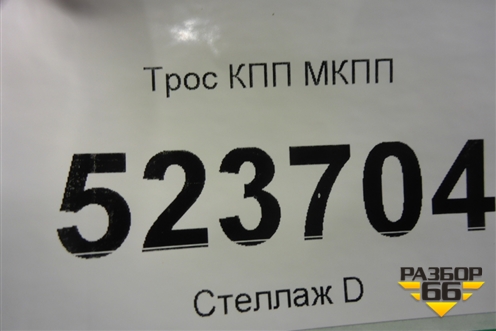 Трос КПП МКПП
523704
Стеллаж D
РАЗБОР
66